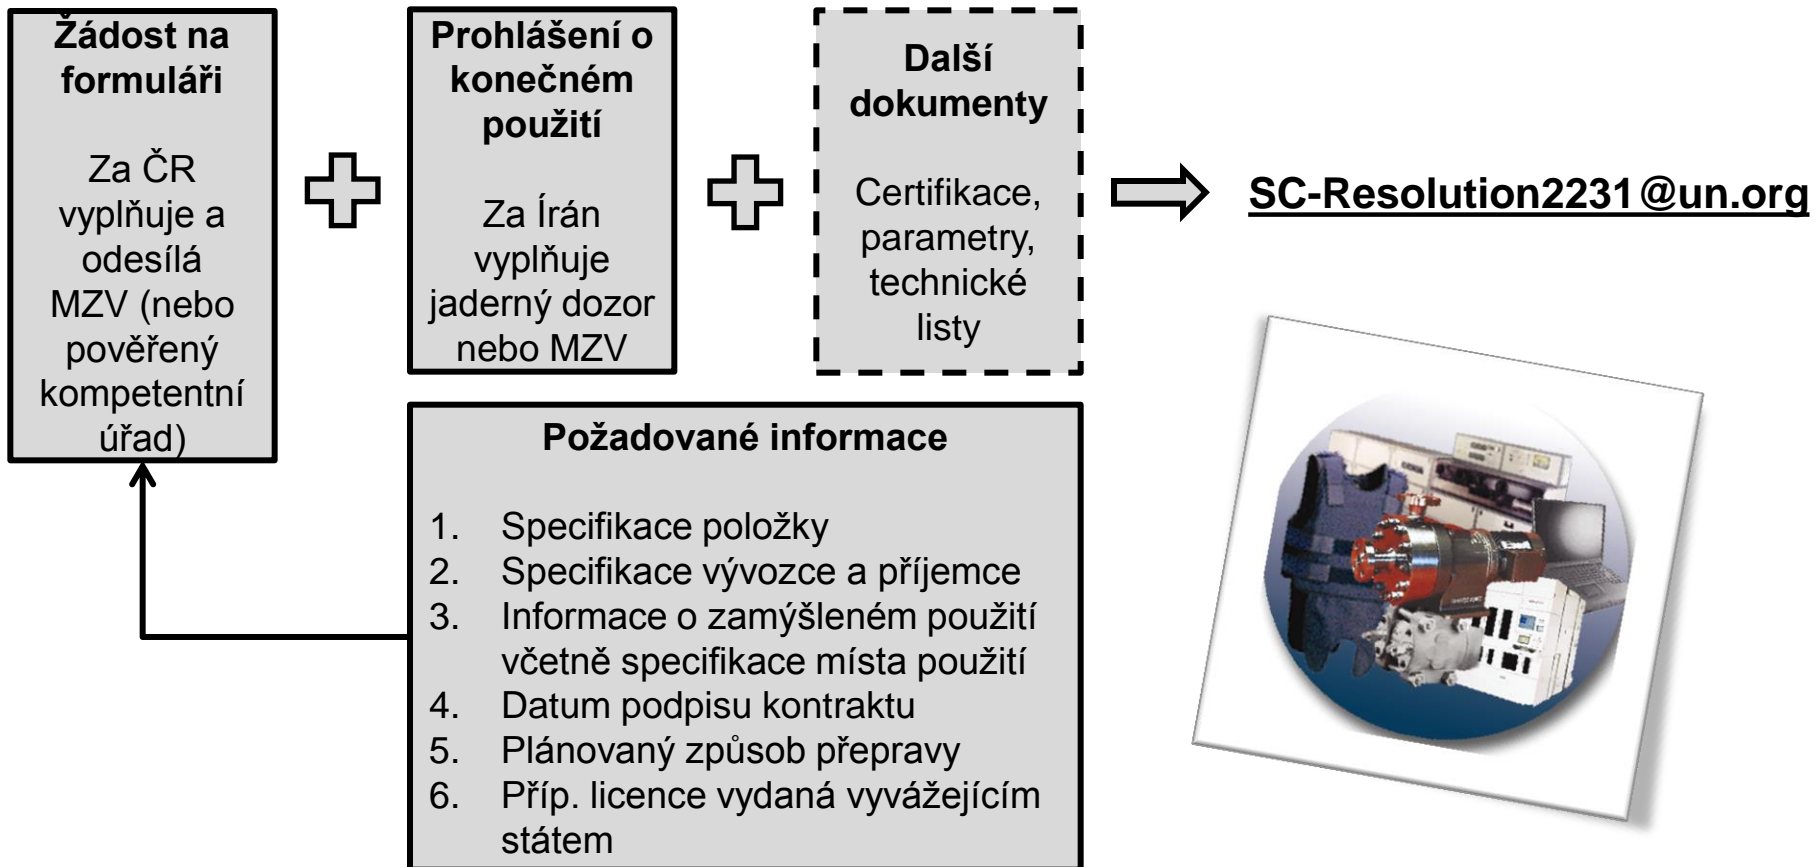 Žádost na
formuláři
Za ČR
vyplňuje a
odesílá
MZV (nebo
pověřený
kompetentní
úřad)
Prohlášení o
konečném
použití
Za Írán
vyplňuje
jaderný dozor
nebo MZV
Další
dokumenty
Certifikace,
parametry,
technické
listy
SC-Resolution2231@un.org
Požadované informace
1. Specifikace položky
2. Specifikace vývozce a příjemce
3. Informace o zamýšleném použití
včetně specifikace místa použití
4. Datum podpisu kontraktu
5. Plánovaný způsob přepravy
6. Příp. licence vydaná vyvážejícím
státem